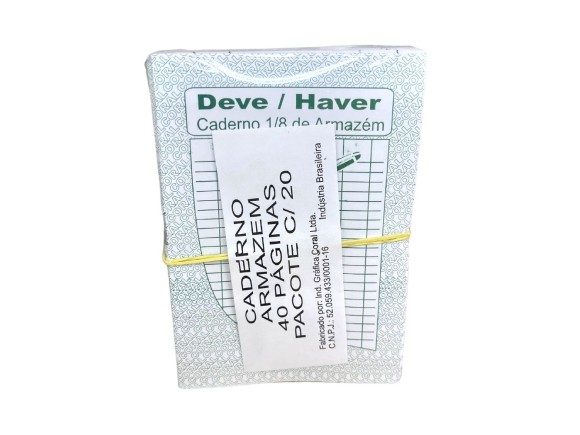 Deve / Haver
Caderno 1/8 de Armazém
CADERNO
ARMAZEM
40 PÁGINAS
PACOTE C/ 20
Fabricado por: Ind. Gráfica Coral Ltda.
C.N.P.J.: 52.059.433/0001-16
Indústria Brasileira